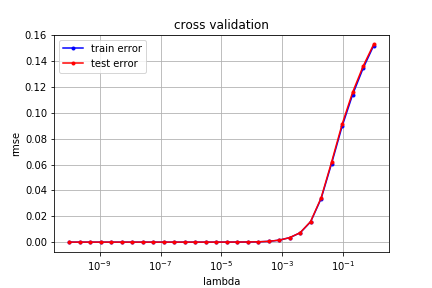 cross validation
train error
test error
0.16
0.14
0.12
0.10
0.08
0.06
0.04
0.02
0.00
rmse
10⁻⁹ 10⁻⁷ 10⁻⁵ 10⁻³ 10⁻¹
lambda